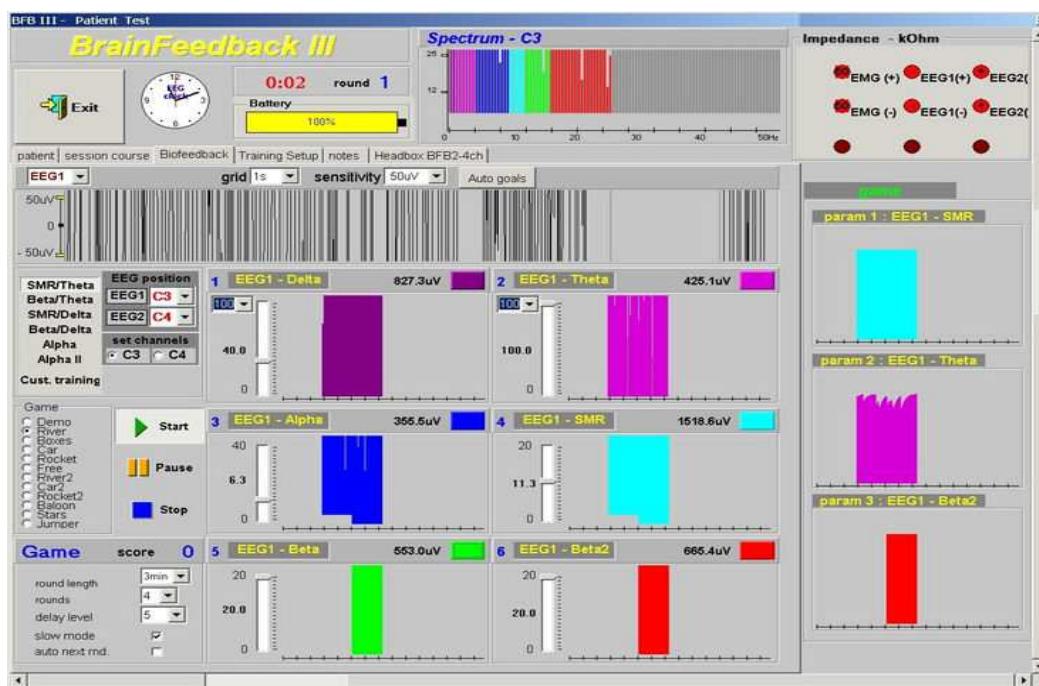 BFB III - Patient Test
BrainFeedback III
Exit
12
3
6
9
EEG
clock
0:02 round 1
Battery
100%
Spectrum - C3
25
12
0 10 20 30 40 50Hz
Impedance - kOhm
EMG (+) EEG1(+) EEG2(
EMG (-) EEG1(-) EEG2(
patient session course Biofeedback Training Setup notes Headbox BFB2-4ch
EEG1 grid 1s sensitivity 50uV Auto goals
50uV
0
- 50uV
SMR/Theta
Beta/Theta
SMR/Delta
Beta/Delta
Alpha
Alpha II
Cust. training
EEG position
EEG1 C3
EEG2 C4
set channels
C3 C4
1 EEG1 - Delta 827.3uV
100
40.0
0
2 EEG1 - Theta 425.1uV
100
100.0
0
Game
Demo
River
Boxes
Car
Rocket
Free
River2
Car2
Rocket2
Baloon
Stars
Jumper
Start
Pause
Stop
3 EEG1 - Alpha 355.5uV
40
6.3
0
4 EEG1 - SMR 1518.6uV
20
11.3
0
Game score 0
round length 3min
rounds 4
delay level 5
slow mode
auto next rnd.
5 EEG1 - Beta 553.0uV
20
20.0
0
6 EEG1 - Beta2 665.4uV
20
20.0
0
game
param 1 : EEG1 - SMR
param 2 : EEG1 - Theta
param 3 : EEG1 - Beta2